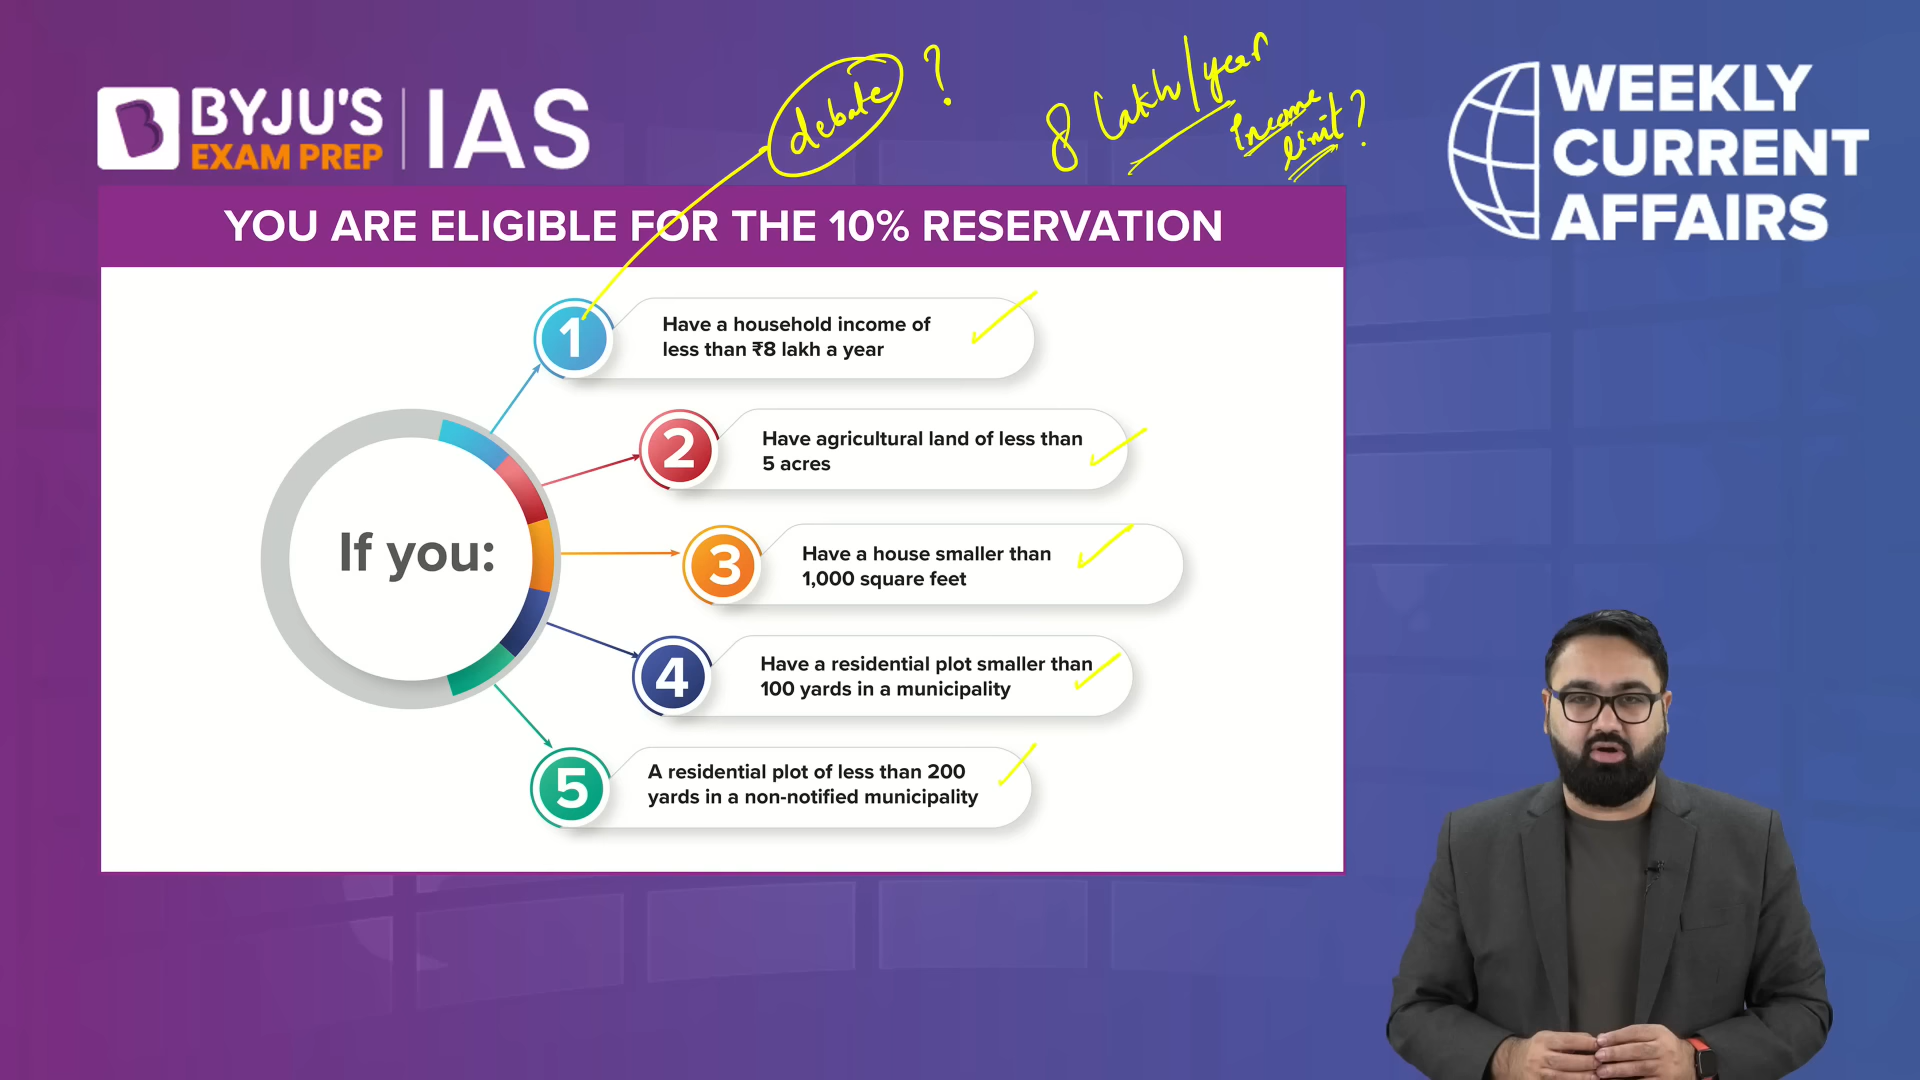 debate ?
8 Lakh/year
Income
limit?
BYJU'S
EXAM PREP
IAS
WEEKLY
CURRENT
AFFAIRS
YOU ARE ELIGIBLE FOR THE 10% RESERVATION
If you:
1
Have a household income of
less than ₹8 lakh a year
2
Have agricultural land of less than
5 acres
3
Have a house smaller than
1,000 square feet
4
Have a residential plot smaller than
100 yards in a municipality
5
A residential plot of less than 200
yards in a non-notified municipality